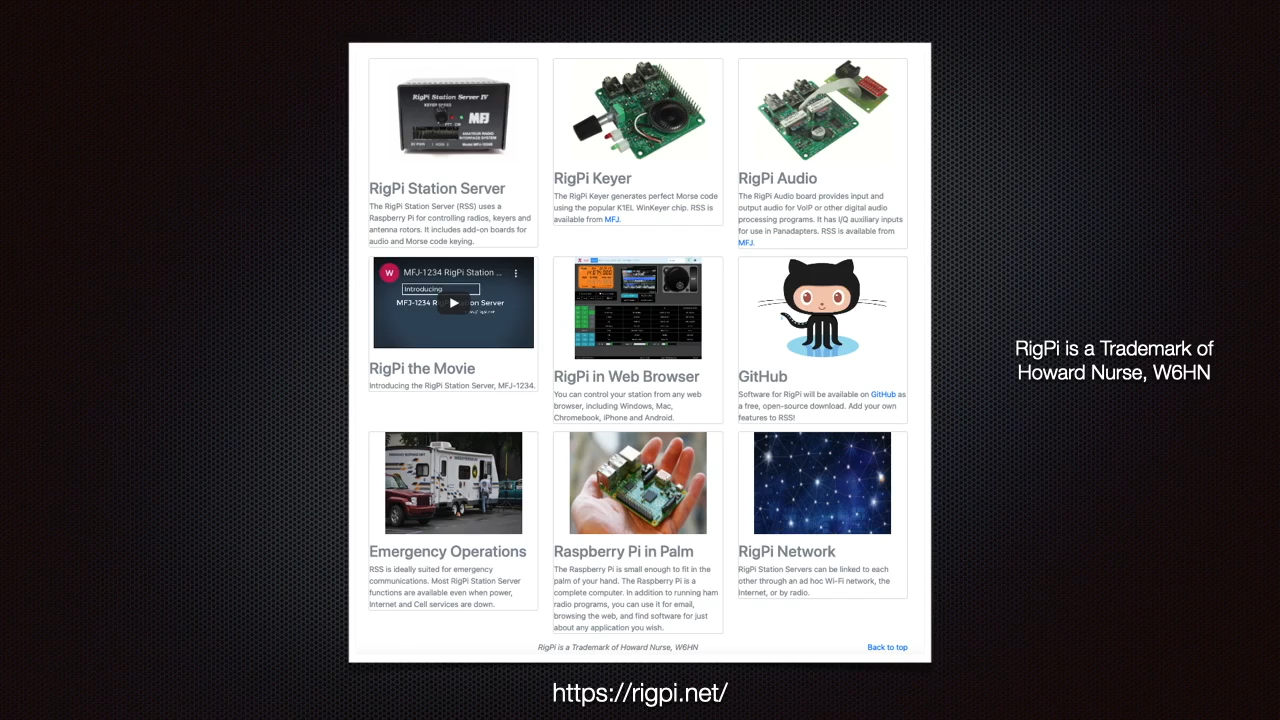 RigPi Station Server IV
KEYER SPEED
MFJ
RigPi Station Server
The RigPi Station Server (RSS) uses a
Raspberry Pi for controlling radios, keyers and
antenna rotors. It includes add-on boards for
audio and Morse code keying.
RigPi Keyer
The RigPi Keyer generates perfect Morse code
using the popular K1EL WinKeyer chip. RSS is
available from MFJ.
RigPi Audio
The RigPi Audio board provides input and
output audio for VoIP or other digital audio
processing programs. It has I/Q auxiliary inputs
for use in Panadapters. RSS is available from
MFJ.
W MFJ-1234 RigPi Station ...
Introducing
MFJ-1234 RigPi Station Server
RigPi the Movie
Introducing the RigPi Station Server, MFJ-1234.
RigPi in Web Browser
You can control your station from any web
browser, including Windows, Mac,
Chromebook, iPhone and Android.
GitHub
Software for RigPi will be available on GitHub as
a free, open-source download. Add your own
features to RSS!
Emergency Operations
RSS is ideally suited for emergency
communications. Most RigPi Station Server
functions are available even when power,
Internet and Cell services are down.
Raspberry Pi in Palm
The Raspberry Pi is small enough to fit in the
palm of your hand. The Raspberry Pi is a
complete computer. In addition to running ham
radio programs, you can use it for email,
browsing the web, and find software for just
about any application you wish.
RigPi Network
RigPi Station Servers can be linked to each
other through an ad hoc Wi-Fi network, the
Internet, or by radio.
RigPi is a Trademark of Howard Nurse, W6HN
Back to top
RigPi is a Trademark of
Howard Nurse, W6HN
https://rigpi.net/